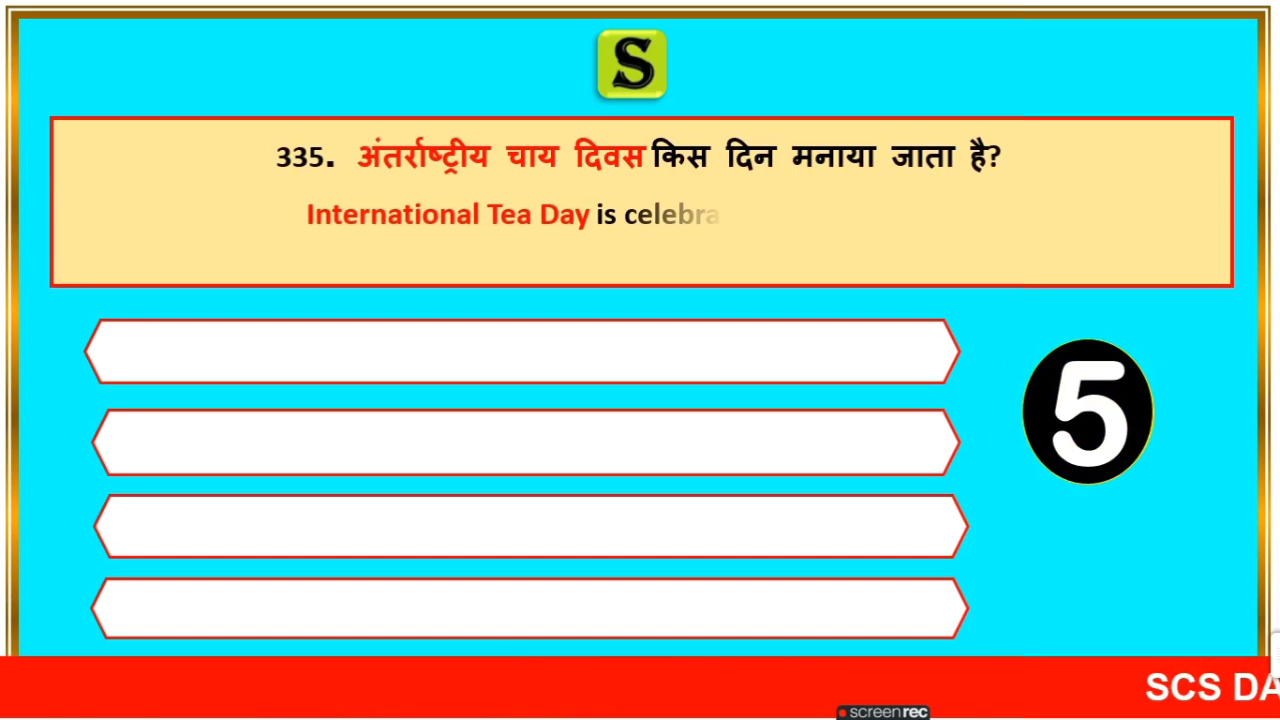 S
335. अंतर्राष्ट्रीय चाय दिवस किस दिन मनाया जाता है?
International Tea Day is celebra
5
SCS DA
screenrec